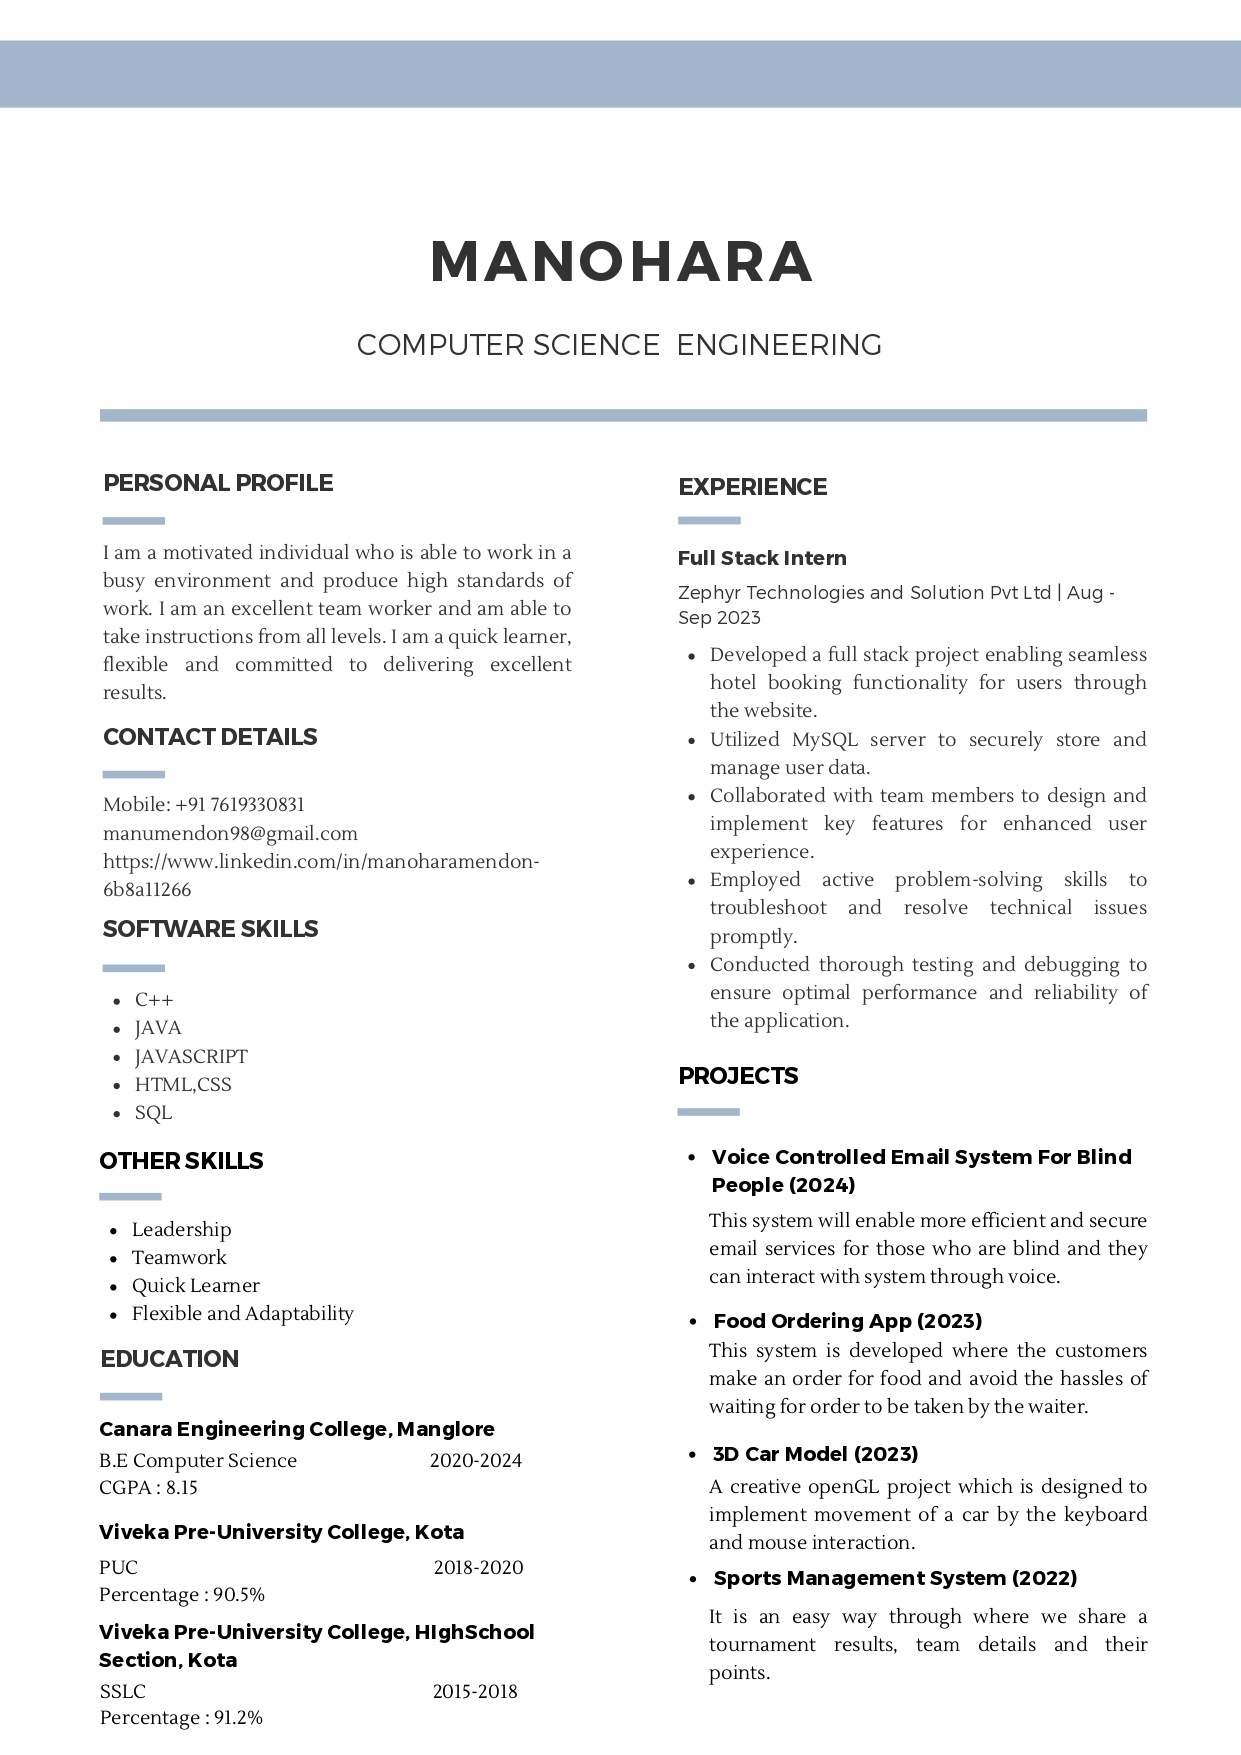 MANOHARA
COMPUTER SCIENCE ENGINEERING
PERSONAL PROFILE
I am a motivated individual who is able to work in a
busy environment and produce high standards of
work. I am an excellent team worker and am able to
take instructions from all levels. I am a quick learner,
flexible and committed to delivering excellent
results.
CONTACT DETAILS
Mobile: +91 7619330831
manumendon98@gmail.com
https://www.linkedin.com/in/manoharamendon-
6b8a11266
SOFTWARE SKILLS
• C++
• JAVA
• JAVASCRIPT
• HTML,CSS
• SQL
OTHER SKILLS
• Leadership
• Teamwork
• Quick Learner
• Flexible and Adaptability
EDUCATION
Canara Engineering College, Manglore
B.E Computer Science 2020-2024
CGPA : 8.15
Viveka Pre-University College, Kota
PUC 2018-2020
Percentage : 90.5%
Viveka Pre-University College, HIghSchool
Section, Kota
SSLC 2015-2018
Percentage : 91.2%
EXPERIENCE
Full Stack Intern
Zephyr Technologies and Solution Pvt Ltd | Aug -
Sep 2023
• Developed a full stack project enabling seamless
hotel booking functionality for users through
the website.
• Utilized MySQL server to securely store and
manage user data.
• Collaborated with team members to design and
implement key features for enhanced user
experience.
• Employed active problem-solving skills to
troubleshoot and resolve technical issues
promptly.
• Conducted thorough testing and debugging to
ensure optimal performance and reliability of
the application.
PROJECTS
• Voice Controlled Email System For Blind
People (2024)
This system will enable more efficient and secure
email services for those who are blind and they
can interact with system through voice.
• Food Ordering App (2023)
This system is developed where the customers
make an order for food and avoid the hassles of
waiting for order to be taken by the waiter.
• 3D Car Model (2023)
A creative openGL project which is designed to
implement movement of a car by the keyboard
and mouse interaction.
• Sports Management System (2022)
It is an easy way through where we share a
tournament results, team details and their
points.